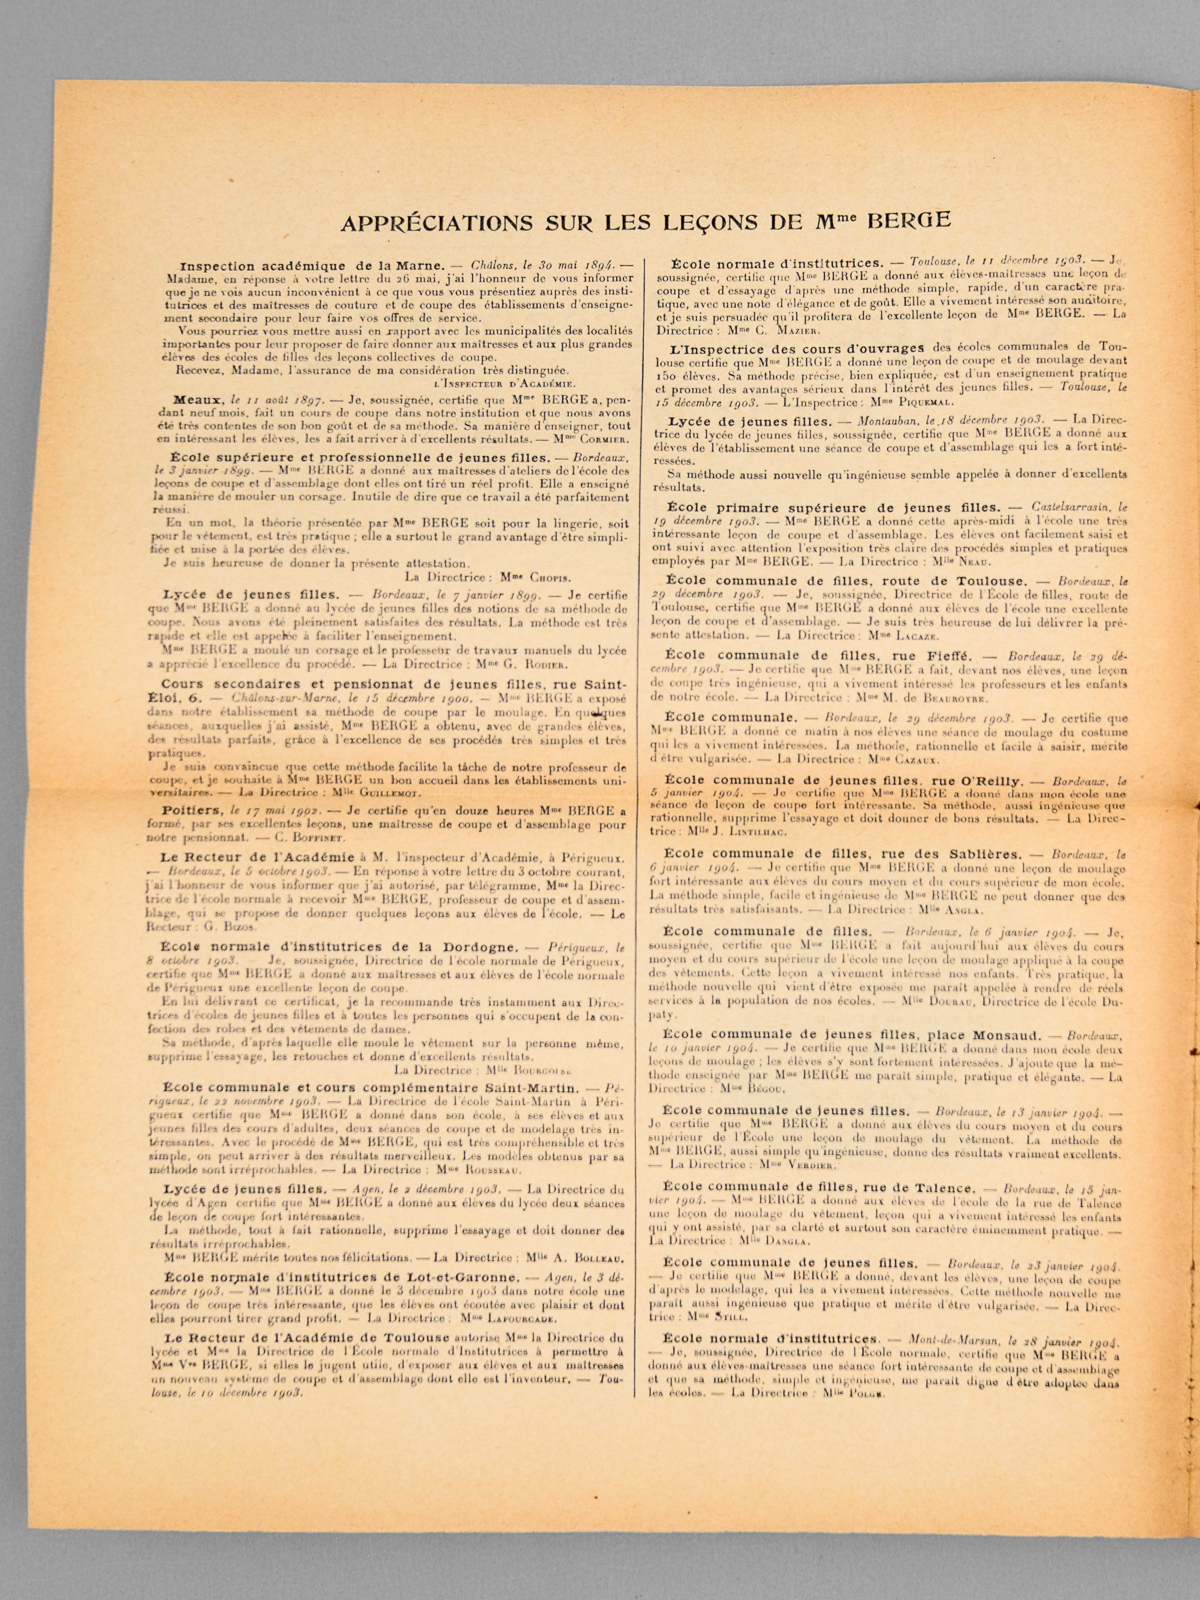 APPRÉCIATIONS SUR LES LEÇONS DE Mme BERGE
Inspection académique de la Marne. — Châlons, le 30 mai 1894. —
Madame, en réponse à votre lettre du 26 mai, j'ai l'honneur de vous informer
que je ne vois aucun inconvénient à ce que vous vous présentiez auprès des insti-
tutrices et des maîtresses de couture et de coupe des établissements d'enseigne-
ment secondaire pour leur faire vos offres de service.
Vous pourriez vous mettre aussi en rapport avec les municipalités des localités
importantes pour leur proposer de faire donner aux maîtresses et aux plus grandes
élèves des écoles de filles des leçons collectives de coupe.
Recevez, Madame, l'assurance de ma considération très distinguée.
L'INSPECTEUR D'ACADÉMIE.
Meaux, le 11 août 1897. — Je, soussignée, certifie que Mme BERGE a, pen-
dant neuf mois, fait un cours de coupe dans notre institution et que nous avons
été très contentes de son bon goût et de sa méthode. Sa manière d'enseigner, tout
en intéressant les élèves, les a fait arriver à d'excellents résultats. — Mme CORMIER.
École supérieure et professionnelle de jeunes filles. — Bordeaux,
le 3 janvier 1899. — Mme BERGE a donné aux maîtresses d'ateliers de l'école des
leçons de coupe et d'assemblage dont elles ont tiré un réel profit. Elle a enseigné
la manière de mouler un corsage. Inutile de dire que ce travail a été parfaitement
réussi.
En un mot, la théorie présentée par Mme BERGE soit pour la lingerie, soit
pour le vêtement, est très pratique ; elle a surtout le grand avantage d'être simpli-
fiée et mise à la portée des élèves.
Je suis heureuse de donner la présente attestation.
La Directrice : Mme CHOPIS.
Lycée de jeunes filles. — Bordeaux, le 7 janvier 1899. — Je certifie
que Mme BERGE a donné au lycée de jeunes filles des notions de sa méthode de
coupe. Nous avons été pleinement satisfaites des résultats. La méthode est très
rapide et elle est appelée à faciliter l'enseignement.
Mme BERGE a moulé un corsage et le professeur de travaux manuels du lycée
a apprécié l'excellence du procédé. — La Directrice : Mme G. RODIER.
Cours secondaires et pensionnat de jeunes filles, rue Saint-
Éloi, 6. — Châlons-sur-Marne, le 15 décembre 1900. — Mme BERGE a exposé
dans notre établissement sa méthode de coupe par le moulage. En quelques
séances, auxquelles j'ai assisté, Mme BERGE a obtenu, avec de grandes élèves,
des résultats parfaits, grâce à l'excellence de ses procédés très simples et très
pratiques.
Je suis convaincue que cette méthode facilite la tâche de notre professeur de
coupe, et je souhaite à Mme BERGE un bon accueil dans les établissements uni-
versitaires. — La Directrice : Mlle GUILLEMOT.
Poitiers, le 17 mai 1902. — Je certifie qu'en douze heures Mme BERGE a
formé, par ses excellentes leçons, une maîtresse de coupe et d'assemblage pour
notre pensionnat. — C. BOFFINET.
Le Recteur de l'Académie à M. l'inspecteur d'Académie, à Périgueux.
— Bordeaux, le 5 octobre 1903. — En réponse à votre lettre du 3 octobre courant,
j'ai l'honneur de vous informer que j'ai autorisé, par télégramme, Mme la Direc-
trice de l'école normale à recevoir Mme BERGE, professeur de coupe et d'assem-
blage, qui se propose de donner quelques leçons aux élèves de l'école. — Le
Recteur : G. BIZOS.
École normale d'institutrices de la Dordogne. — Périgueux, le
8 octobre 1903. — Je, soussignée, Directrice de l'école normale de Périgueux,
certifie que Mme BERGE a donné aux maîtresses et aux élèves de l'école normale
de Périgueux une excellente leçon de coupe.
En lui délivrant ce certificat, je la recommande très instamment aux Direc-
trices d'écoles de jeunes filles et à toutes les personnes qui s'occupent de la con-
fection des robes et des vêtements de dames.
Sa méthode, d'après laquelle elle moule le vêtement sur la personne même,
supprime l'essayage, les retouches et donne d'excellents résultats.
La Directrice : Mlle BOURGOISE
École communale et cours complémentaire Saint-Martin. — Pé-
rigueux, le 22 novembre 1903. — La Directrice de l'école Saint-Martin à Péri-
gueux certifie que Mme BERGE a donné dans son école, à ses élèves et aux
jeunes filles des cours d'adultes, deux séances de coupe et de modelage très in-
téressantes. Avec le procédé de Mme BERGE, qui est très compréhensible et très
simple, on peut arriver à des résultats merveilleux. Les modèles obtenus par sa
méthode sont irréprochables. — La Directrice : Mme ROUSSEAU.
Lycée de jeunes filles. — Agen, le 2 décembre 1903. — La Directrice du
lycée d'Agen certifie que Mme BERGE a donné aux élèves du lycée deux séances
de leçon de coupe fort intéressantes.
La méthode, tout à fait rationnelle, supprime l'essayage et doit donner des
résultats irréprochables.
Mme BERGE mérite toutes nos félicitations. — La Directrice : Mlle A. BOLLEAU.
École normale d'institutrices de Lot-et-Garonne. — Agen, le 3 dé-
cembre 1903. — Mme BERGE a donné le 3 décembre 1903 dans notre école une
leçon de coupe très intéressante, que les élèves ont écoutée avec plaisir et dont
elles pourront tirer grand profit. — La Directrice : Mme LAFOURCADE.
Le Recteur de l'Académie de Toulouse autorise Mme la Directrice du
lycée et Mme la Directrice de l'École normale d'Institutrices à permettre à
Mme Vve BERGE, si elles le jugent utile, d'exposer aux élèves et aux maîtresses
un nouveau système de coupe et d'assemblage dont elle est l'inventeur. — Tou-
louse, le 10 décembre 1903.
École normale d'institutrices. — Toulouse, le 11 décembre 1903. — Je,
soussignée, certifie que Mme BERGE a donné aux élèves-maîtresses une leçon de
coupe et d'essayage d'après une méthode simple, rapide, d'un caractère pra-
tique, avec une note d'élégance et de goût. Elle a vivement intéressé son auditoire,
et je suis persuadée qu'il profitera de l'excellente leçon de Mme BERGE. — La
Directrice : Mme C. MAZIER.
L'Inspectrice des cours d'ouvrages des écoles communales de Tou-
louse certifie que Mme BERGE a donné une leçon de coupe et de moulage devant
150 élèves. Sa méthode précise, bien expliquée, est d'un enseignement pratique
et promet des avantages sérieux dans l'intérêt des jeunes filles. — Toulouse, le
15 décembre 1903. — L'Inspectrice : Mme PIQUEMAL.
Lycée de jeunes filles. — Montauban, le 18 décembre 1903. — La Direc-
trice du lycée de jeunes filles, soussignée, certifie que Mme BERGE a donné aux
élèves de l'établissement une séance de coupe et d'assemblage qui les a fort inté-
ressées.
Sa méthode aussi nouvelle qu'ingénieuse semble appelée à donner d'excellents
résultats.
École primaire supérieure de jeunes filles. — Castelsarrasin, le
19 décembre 1903. — Mme BERGE a donné cette après-midi à l'école une très
intéressante leçon de coupe et d'assemblage. Les élèves ont facilement saisi et
ont suivi avec attention l'exposition très claire des procédés simples et pratiques
employés par Mme BERGE. — La Directrice : Mlle NEAU.
École communale de filles, route de Toulouse. — Bordeaux, le
29 décembre 1903. — Je, soussignée, Directrice de l'École de filles, route de
Toulouse, certifie que Mme BERGE a donné aux élèves de l'école une excellente
leçon de coupe et d'assemblage. — Je suis très heureuse de lui délivrer la pré-
sente attestation. — La Directrice : Mme LACAZE.
École communale de filles, rue Fieffé. — Bordeaux, le 29 dé-
cembre 1903. — Je certifie que Mme BERGE a fait, devant nos élèves, une leçon
de coupe très ingénieuse, qui a vivement intéressé les professeurs et les enfants
de notre école. — La Directrice : Mme M. de BEAUROYRE.
École communale. — Bordeaux, le 29 décembre 1903. — Je certifie que
Mme BERGE a donné ce matin à nos élèves une séance de moulage du costume
qui les a vivement intéressées. La méthode, rationnelle et facile à saisir, mérite
d'être vulgarisée. — La Directrice : Mme CAZAUX.
École communale de jeunes filles, rue O'Reilly. — Bordeaux, le
5 janvier 1904. — Je certifie que Mme BERGE a donné dans mon école une
séance de leçon de coupe fort intéressante. Sa méthode, aussi ingénieuse que
rationnelle, supprime l'essayage et doit donner de bons résultats. — La Direc-
trice : Mlle J. LINTILHAC.
École communale de filles, rue des Sablières. — Bordeaux, le
6 janvier 1904. — Je certifie que Mme BERGE a donné une leçon de moulage
fort intéressante aux élèves du cours moyen et du cours supérieur de mon école.
La méthode simple, facile et ingénieuse de Mme BERGE ne peut donner que des
résultats très satisfaisants. — La Directrice : Mlle ANGLA.
École communale de filles. — Bordeaux, le 6 janvier 1904. — Je,
soussignée, certifie que Mme BERGE a fait aujourd'hui aux élèves du cours
moyen et du cours supérieur de l'école une leçon de moulage appliqué à la coupe
des vêtements. Cette leçon a vivement intéressé nos enfants. Très pratique, la
méthode nouvelle qui vient d'être exposée me paraît appelée à rendre de réels
services à la population de nos écoles. — Mlle DOURAU, Directrice de l'école Du-
paty.
École communale de jeunes filles, place Monsaud. — Bordeaux,
le 10 janvier 1904. — Je certifie que Mme BERGE a donné dans mon école deux
leçons de moulage ; les élèves s'y sont fortement intéressées. J'ajoute que la mé-
thode enseignée par Mme BERGE me paraît simple, pratique et élégante. — La
Directrice : Mme BÉGOU.
École communale de jeunes filles. — Bordeaux, le 13 janvier 1904. —
Je certifie que Mme BERGE a donné aux élèves du cours moyen et du cours
supérieur de l'École une leçon de moulage du vêtement. La méthode de
Mme BERGE, aussi simple qu'ingénieuse, donne des résultats vraiment excellents.
— La Directrice : Mme VERDIER.
École communale de filles, rue de Talence. — Bordeaux, le 15 jan-
vier 1904. — Mme BERGE a donné aux élèves de l'école de la rue de Talence
une leçon de moulage du vêtement, leçon qui a vivement intéressé les enfants
qui y ont assisté, par sa clarté et surtout son caractère éminemment pratique. —
La Directrice : Mlle DANGLA.
École communale de jeunes filles. — Bordeaux, le 23 janvier 1904.
— Je certifie que Mme BERGE a donné, devant les élèves, une leçon de coupe
d'après le modelage, qui les a vivement intéressées. Cette méthode nouvelle me
paraît aussi ingénieuse que pratique et mérite d'être vulgarisée. — La Direc-
trice : Mme STILL.
École normale d'institutrices. — Mont-de-Marsan, le 28 janvier 1904.
— Je, soussignée, Directrice de l'École normale, certifie que Mme BERGE a
donné aux élèves-maîtresses une séance fort intéressante de coupe et d'assemblage
et que sa méthode, simple et ingénieuse, me paraît digne d'être adoptée dans
les écoles. — La Directrice : Mlle